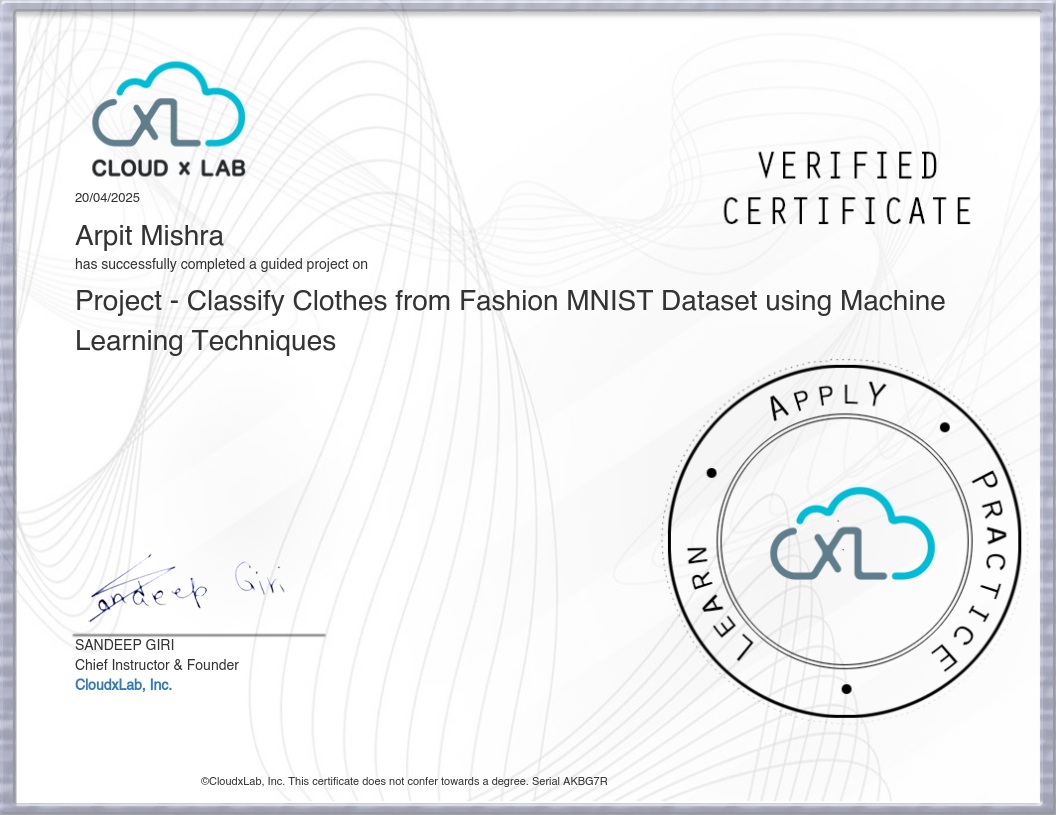 CXL
CLOUD x LAB
VERIFIED
CERTIFICATE
20/04/2025
Arpit Mishra
has successfully completed a guided project on
Project - Classify Clothes from Fashion MNIST Dataset using Machine
Learning Techniques
LEARN
APPLY
PRACTICE
CXL
Sandeep Giri
SANDEEP GIRI
Chief Instructor & Founder
CloudxLab, Inc.
©CloudxLab, Inc. This certificate does not confer towards a degree. Serial AKBG7R